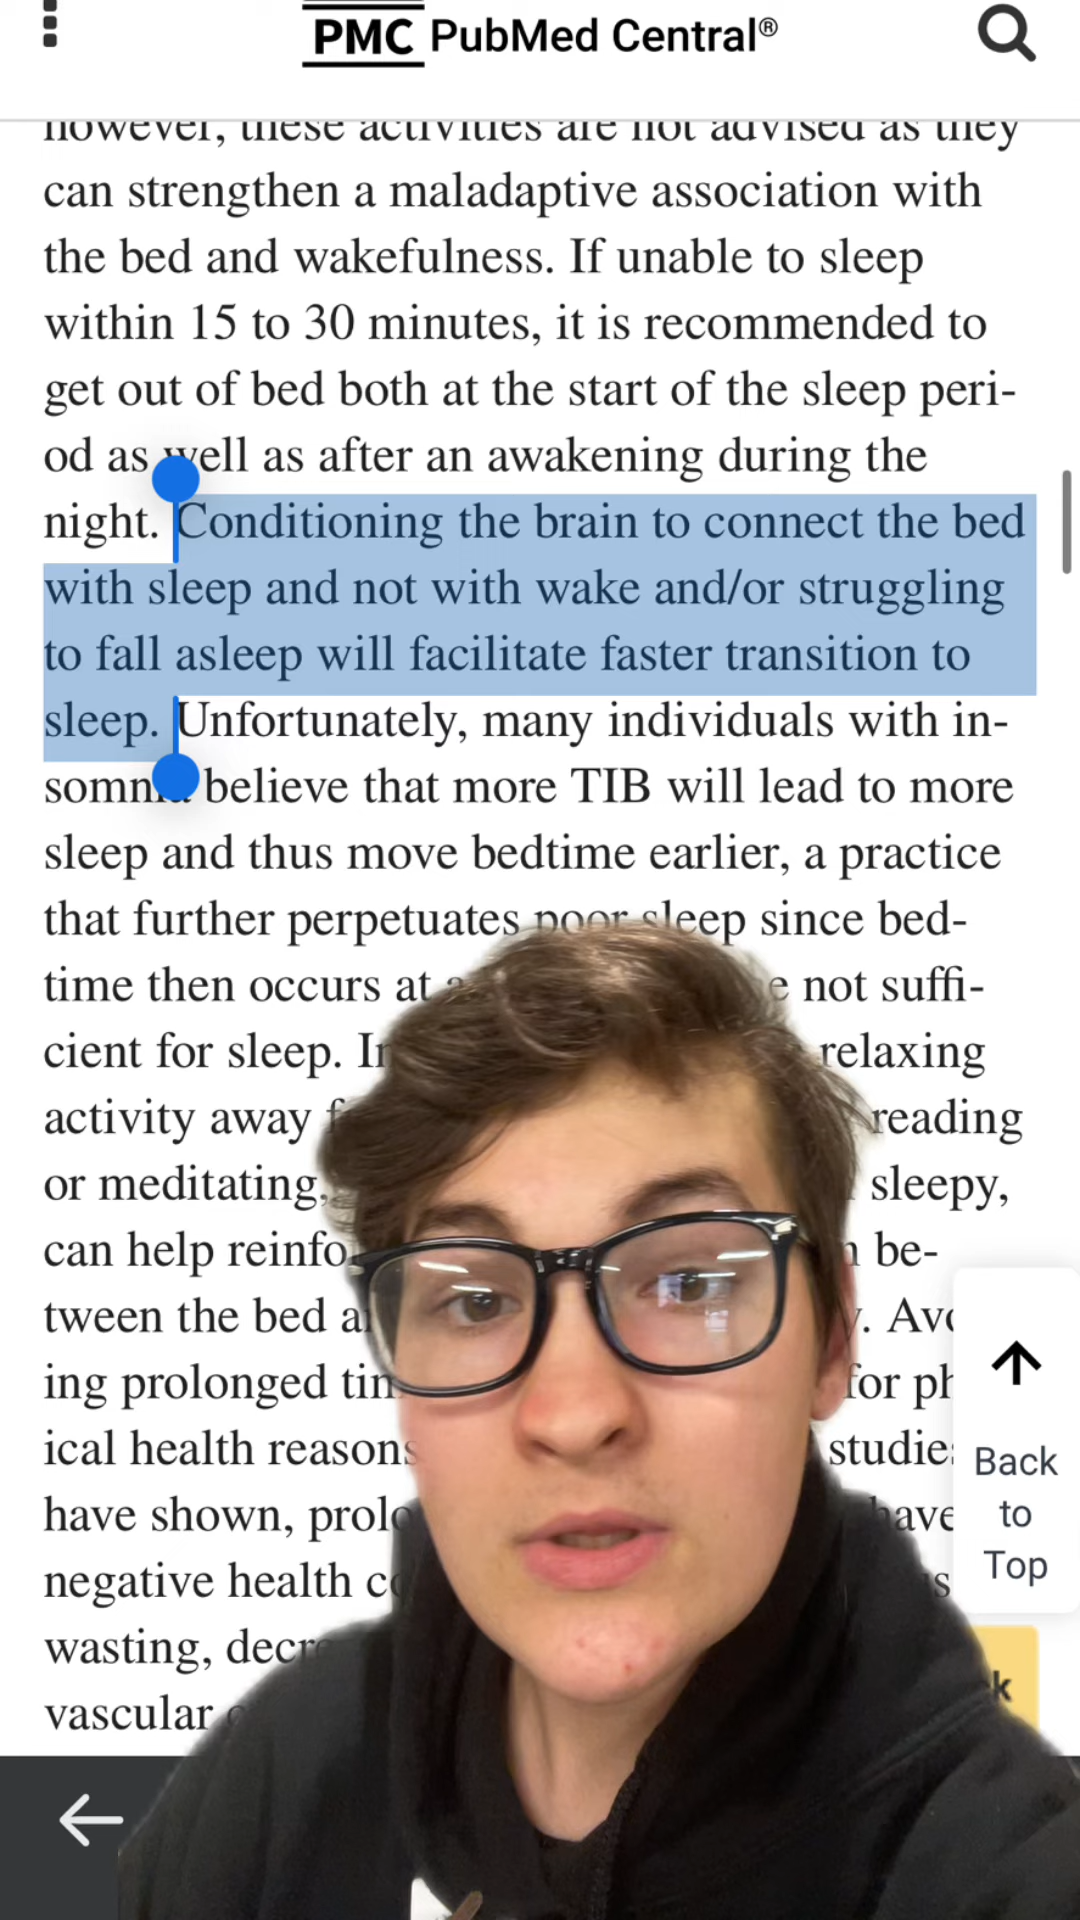 PMC PubMed Central®
however, these activities are not advised as they
can strengthen a maladaptive association with
the bed and wakefulness. If unable to sleep
within 15 to 30 minutes, it is recommended to
get out of bed both at the start of the sleep peri-
od as well as after an awakening during the
night. Conditioning the brain to connect the bed
with sleep and not with wake and/or struggling
to fall asleep will facilitate faster transition to
sleep. Unfortunately, many individuals with in-
somnia believe that more TIB will lead to more
sleep and thus move bedtime earlier, a practice
that further perpetuates poor sleep since bed-
time then occurs at not suffi-
cient for sleep. relaxing
activity away reading
or meditating, sleepy,
can help be-
tween the bed
ing prolonged for
ical health reasons
have shown,
negative health
wasting,
vascular
Back
to
Top